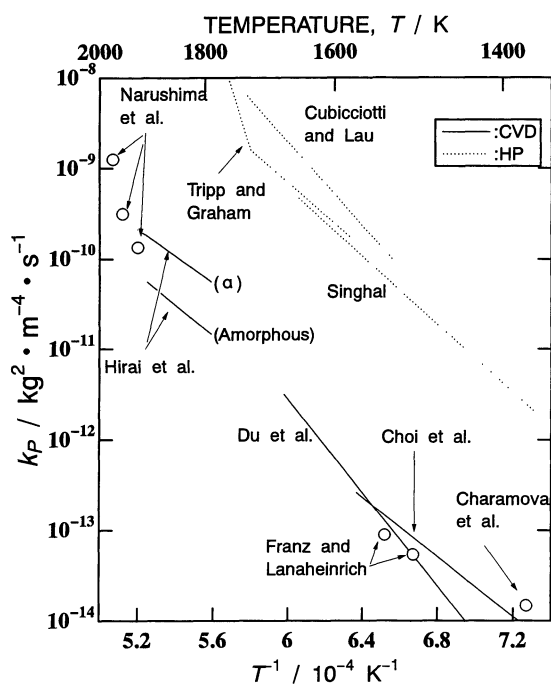 TEMPERATURE, T / K
2000 1800 1600 1400
10⁻⁸
Narushima
et al.
Cubicciotti
and Lau
:CVD
:HP
10⁻⁹
Tripp and
Graham
10⁻¹⁰
(α)
Singhal
(Amorphous)
10⁻¹¹
Hirai et al.
kP / kg² • m⁻⁴ • s⁻¹
10⁻¹²
Du et al.
Choi et al.
Charamova
et al.
10⁻¹³
Franz and
Lanaheinrich
10⁻¹⁴
5.2 5.6 6 6.4 6.8 7.2
T⁻¹ / 10⁻⁴ K⁻¹